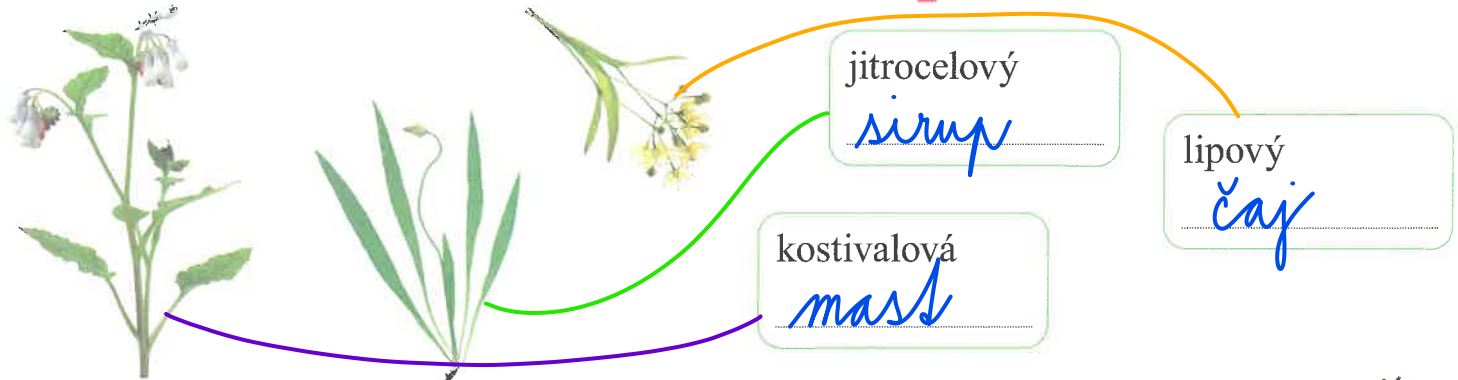 jitrocelový
sirup
lipový
čaj
kostivalová
mast